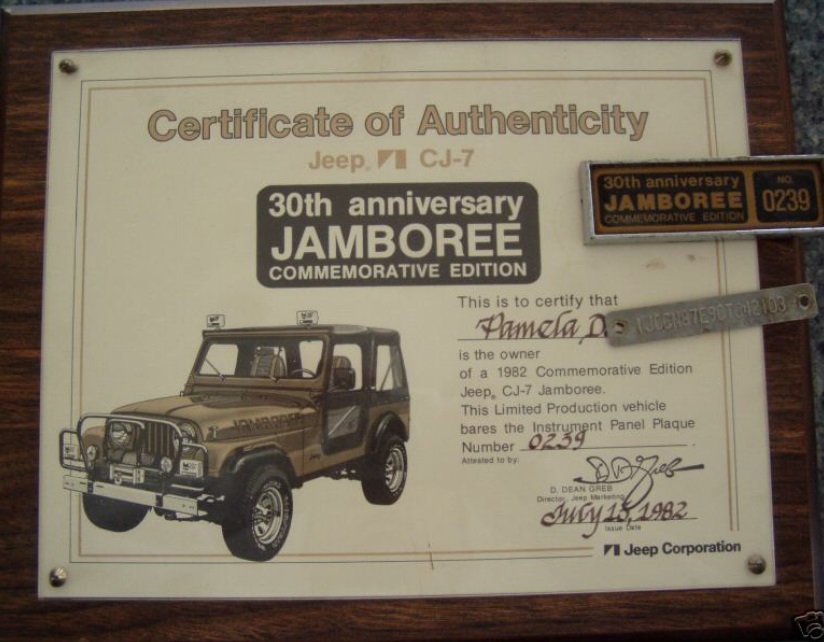 Certificate of Authenticity
Jeep® CJ-7
30th anniversary
JAMBOREE
COMMEMORATIVE EDITION
30th anniversary
JAMBOREE
COMMEMORATIVE EDITION
NO.
0239
This is to certify that
Pamela D.
is the owner
of a 1982 Commemorative Edition
Jeep® CJ-7 Jamboree.
This Limited Production vehicle
bares the Instrument Panel Plaque
Number 0239
Attested to by:
D. DEAN GREB
Director, Jeep Marketing
July 15, 1982
Issue Date
Jeep Corporation
JAMBOREE
Jeep